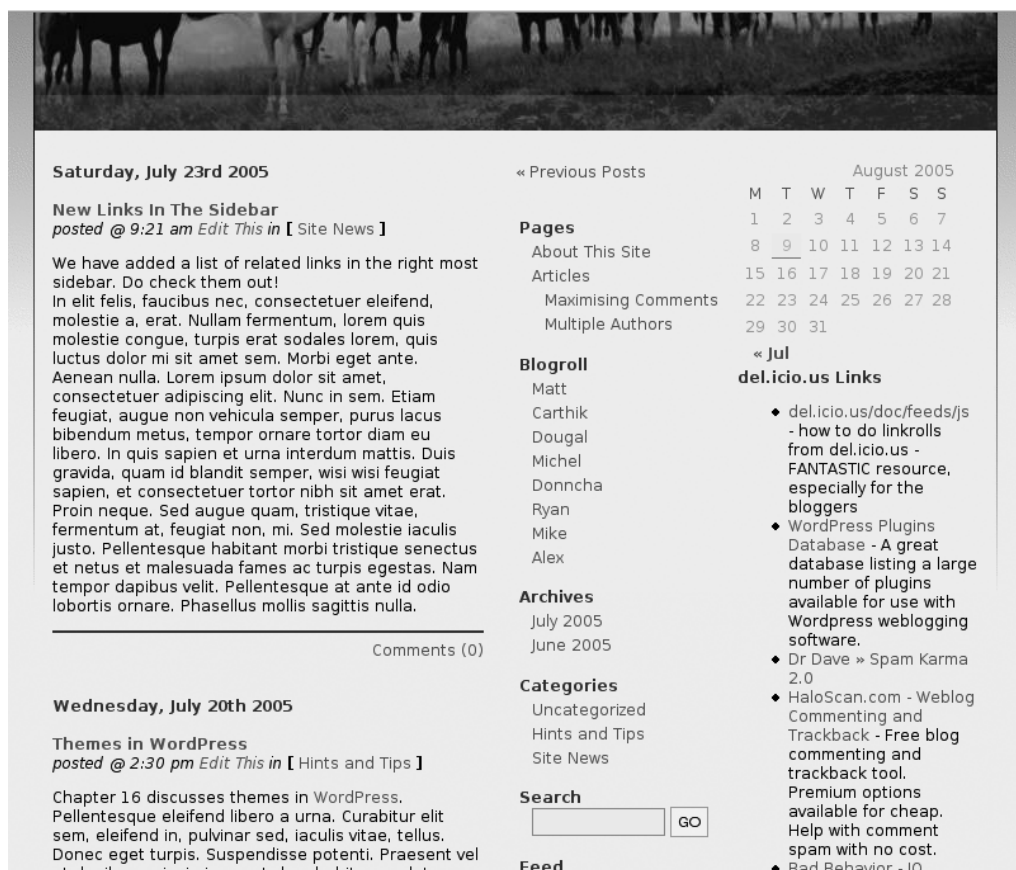 Saturday, July 23rd 2005
New Links In The Sidebar
posted @ 9:21 am Edit This in [ Site News ]
We have added a list of related links in the right most
sidebar. Do check them out!
In elit felis, faucibus nec, consectetuer eleifend,
molestie a, erat. Nullam fermentum, lorem quis
molestie congue, turpis erat sodales lorem, quis
luctus dolor mi sit amet sem. Morbi eget ante.
Aenean nulla. Lorem ipsum dolor sit amet,
consectetuer adipiscing elit. Nunc in sem. Etiam
feugiat, augue non vehicula semper, purus lacus
bibendum metus, tempor ornare tortor diam eu
libero. In quis sapien et urna interdum mattis. Duis
gravida, quam id blandit semper, wisi wisi feugiat
sapien, et consectetuer tortor nibh sit amet erat.
Proin neque. Sed augue quam, tristique vitae,
fermentum at, feugiat non, mi. Sed molestie iaculis
justo. Pellentesque habitant morbi tristique senectus
et netus et malesuada fames ac turpis egestas. Nam
tempor dapibus velit. Pellentesque at ante id odio
lobortis ornare. Phasellus mollis sagittis nulla.
Comments (0)
Wednesday, July 20th 2005
Themes in WordPress
posted @ 2:30 pm Edit This in [ Hints and Tips ]
Chapter 16 discusses themes in WordPress.
Pellentesque eleifend libero a urna. Curabitur elit
sem, eleifend in, pulvinar sed, iaculis vitae, tellus.
Donec eget turpis. Suspendisse potenti. Praesent vel
« Previous Posts
Pages
About This Site
Articles
Maximising Comments
Multiple Authors
Blogroll
Matt
Carthik
Dougal
Michel
Donncha
Ryan
Mike
Alex
Archives
July 2005
June 2005
Categories
Uncategorized
Hints and Tips
Site News
Search
GO
Feed
August 2005
M T W T F S S
1 2 3 4 5 6 7
8 9 10 11 12 13 14
15 16 17 18 19 20 21
22 23 24 25 26 27 28
29 30 31
« Jul
del.icio.us Links
del.icio.us/doc/feeds/js
- how to do linkrolls
from del.icio.us -
FANTASTIC resource,
especially for the
bloggers
WordPress Plugins
Database - A great
database listing a large
number of plugins
available for use with
Wordpress weblogging
software.
Dr Dave » Spam Karma
2.0
HaloScan.com - Weblog
Commenting and
Trackback - Free blog
commenting and
trackback tool.
Premium options
available for cheap.
Help with comment
spam with no cost.
Bad Behavior - IO